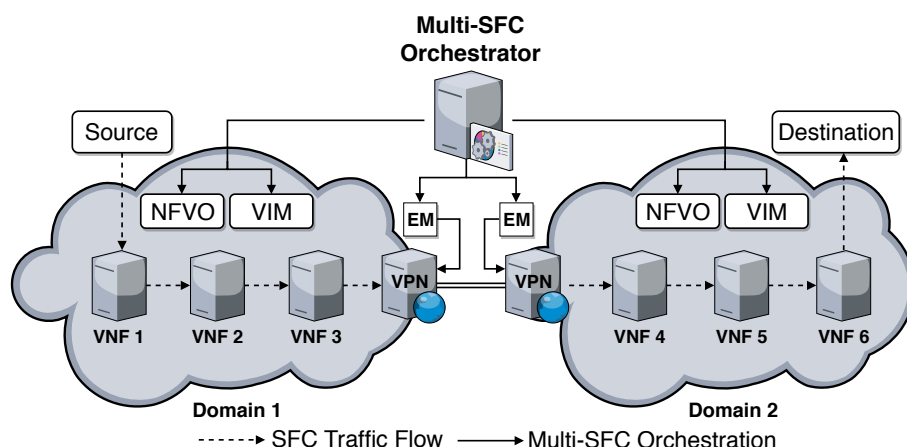 Multi-SFC
Orchestrator
Source
Destination
NFVO
VIM
EM
EM
NFVO
VIM
VPN
VPN
VNF 1
VNF 2
VNF 3
VNF 4
VNF 5
VNF 6
Domain 1
Domain 2
SFC Traffic Flow
Multi-SFC Orchestration